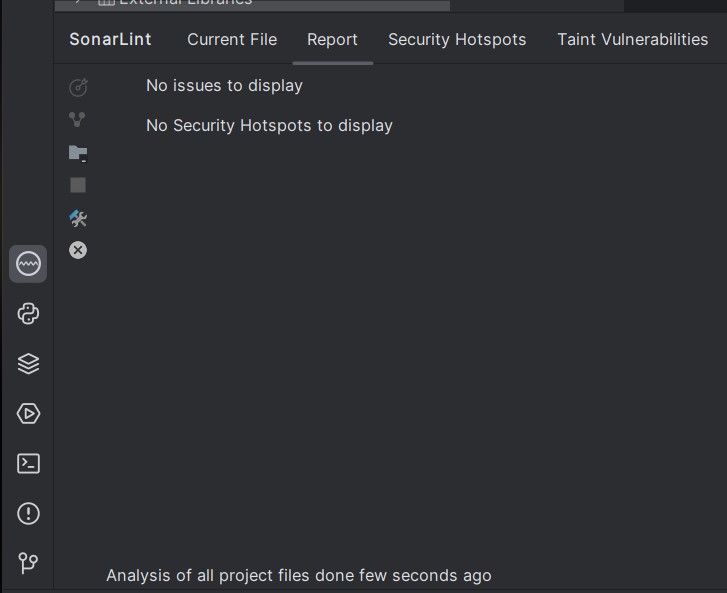 External Libraries
SonarLint Current File Report Security Hotspots Taint Vulnerabilities
No issues to display
No Security Hotspots to display
Analysis of all project files done few seconds ago